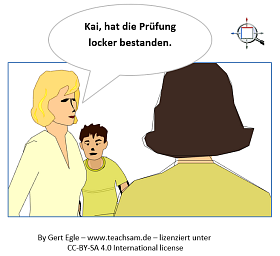 Kai, hat die Prüfung
locker bestanden.
By Gert Egle – www.teachsam.de – lizenziert unter
CC-BY-SA 4.0 International license